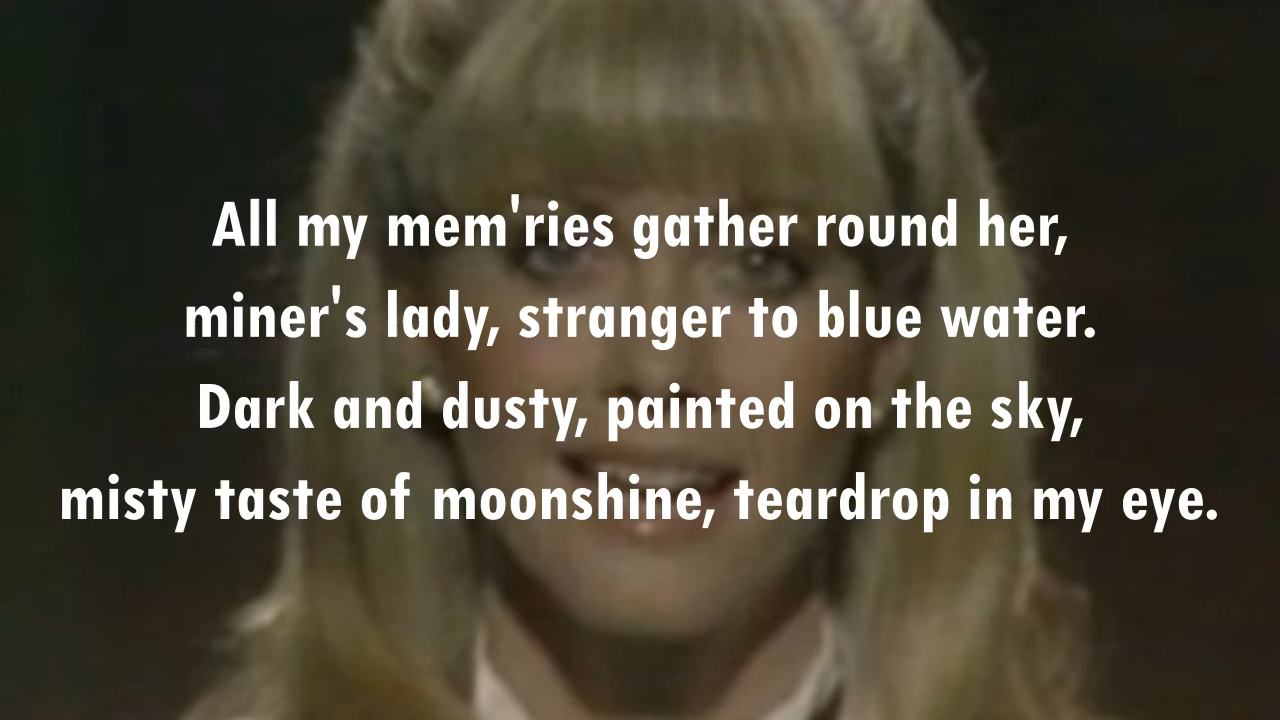 All my mem'ries gather round her,
miner's lady, stranger to blue water.
Dark and dusty, painted on the sky,
misty taste of moonshine, teardrop in my eye.